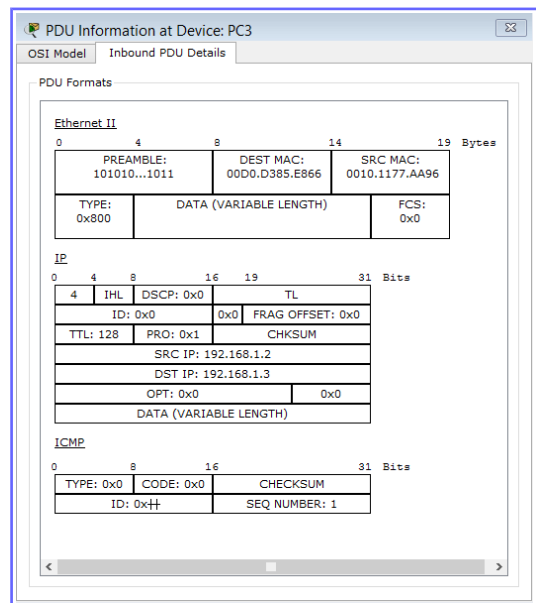 PDU Information at Device: PC3
OSI Model Inbound PDU Details
PDU Formats
Ethernet II
0 4 8 14 19 Bytes
PREAMBLE: DEST MAC: SRC MAC:
101010...1011 00D0.D385.E866 0010.1177.AA96
TYPE: DATA (VARIABLE LENGTH) FCS:
0x800 0x0
IP
0 4 8 16 19 31 Bits
4 IHL DSCP: 0x0 TL
ID: 0x0 0x0 FRAG OFFSET: 0x0
TTL: 128 PRO: 0x1 CHKSUM
SRC IP: 192.168.1.2
DST IP: 192.168.1.3
OPT: 0x0 0x0
DATA (VARIABLE LENGTH)
ICMP
0 8 16 31 Bits
TYPE: 0x0 CODE: 0x0 CHECKSUM
ID: 0x SEQ NUMBER: 1